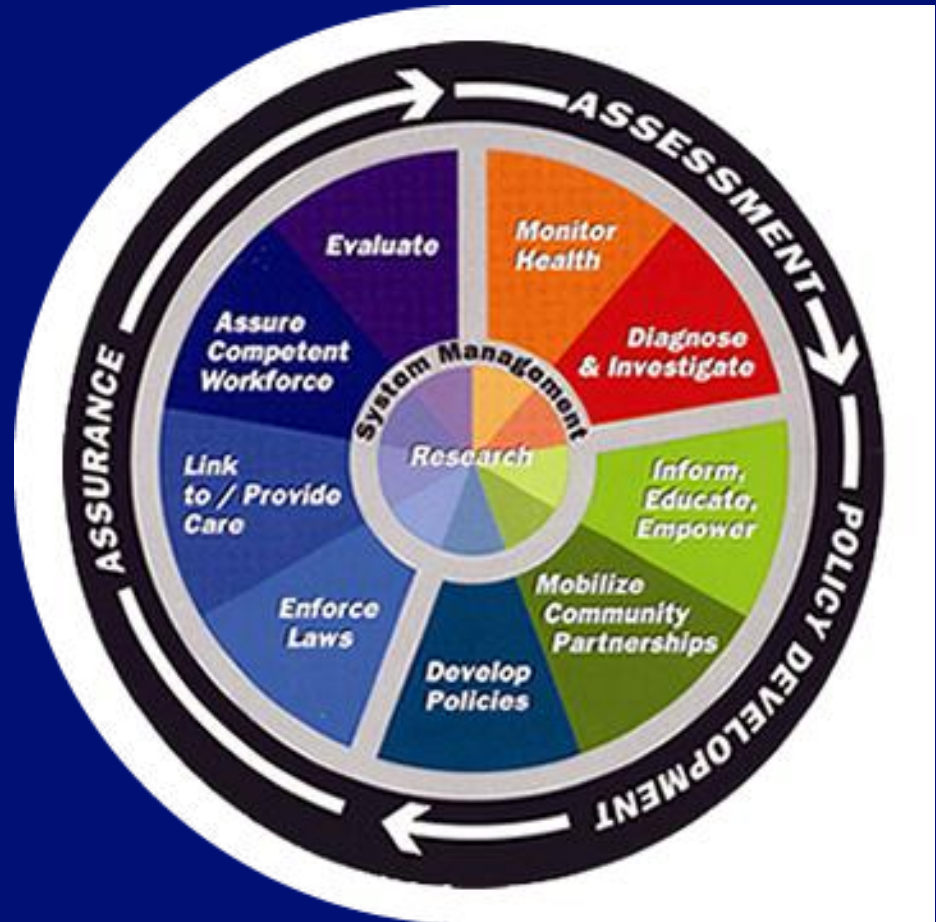 ASSESSMENT
Monitor
Health
Diagnose
& Investigate
POLICY DEVELOPMENT
Inform,
Educate,
Empower
Mobilize
Community
Partnerships
Develop
Policies
ASSURANCE
Enforce
Laws
Link
to / Provide
Care
Assure
Competent
Workforce
Evaluate
System Management
Research